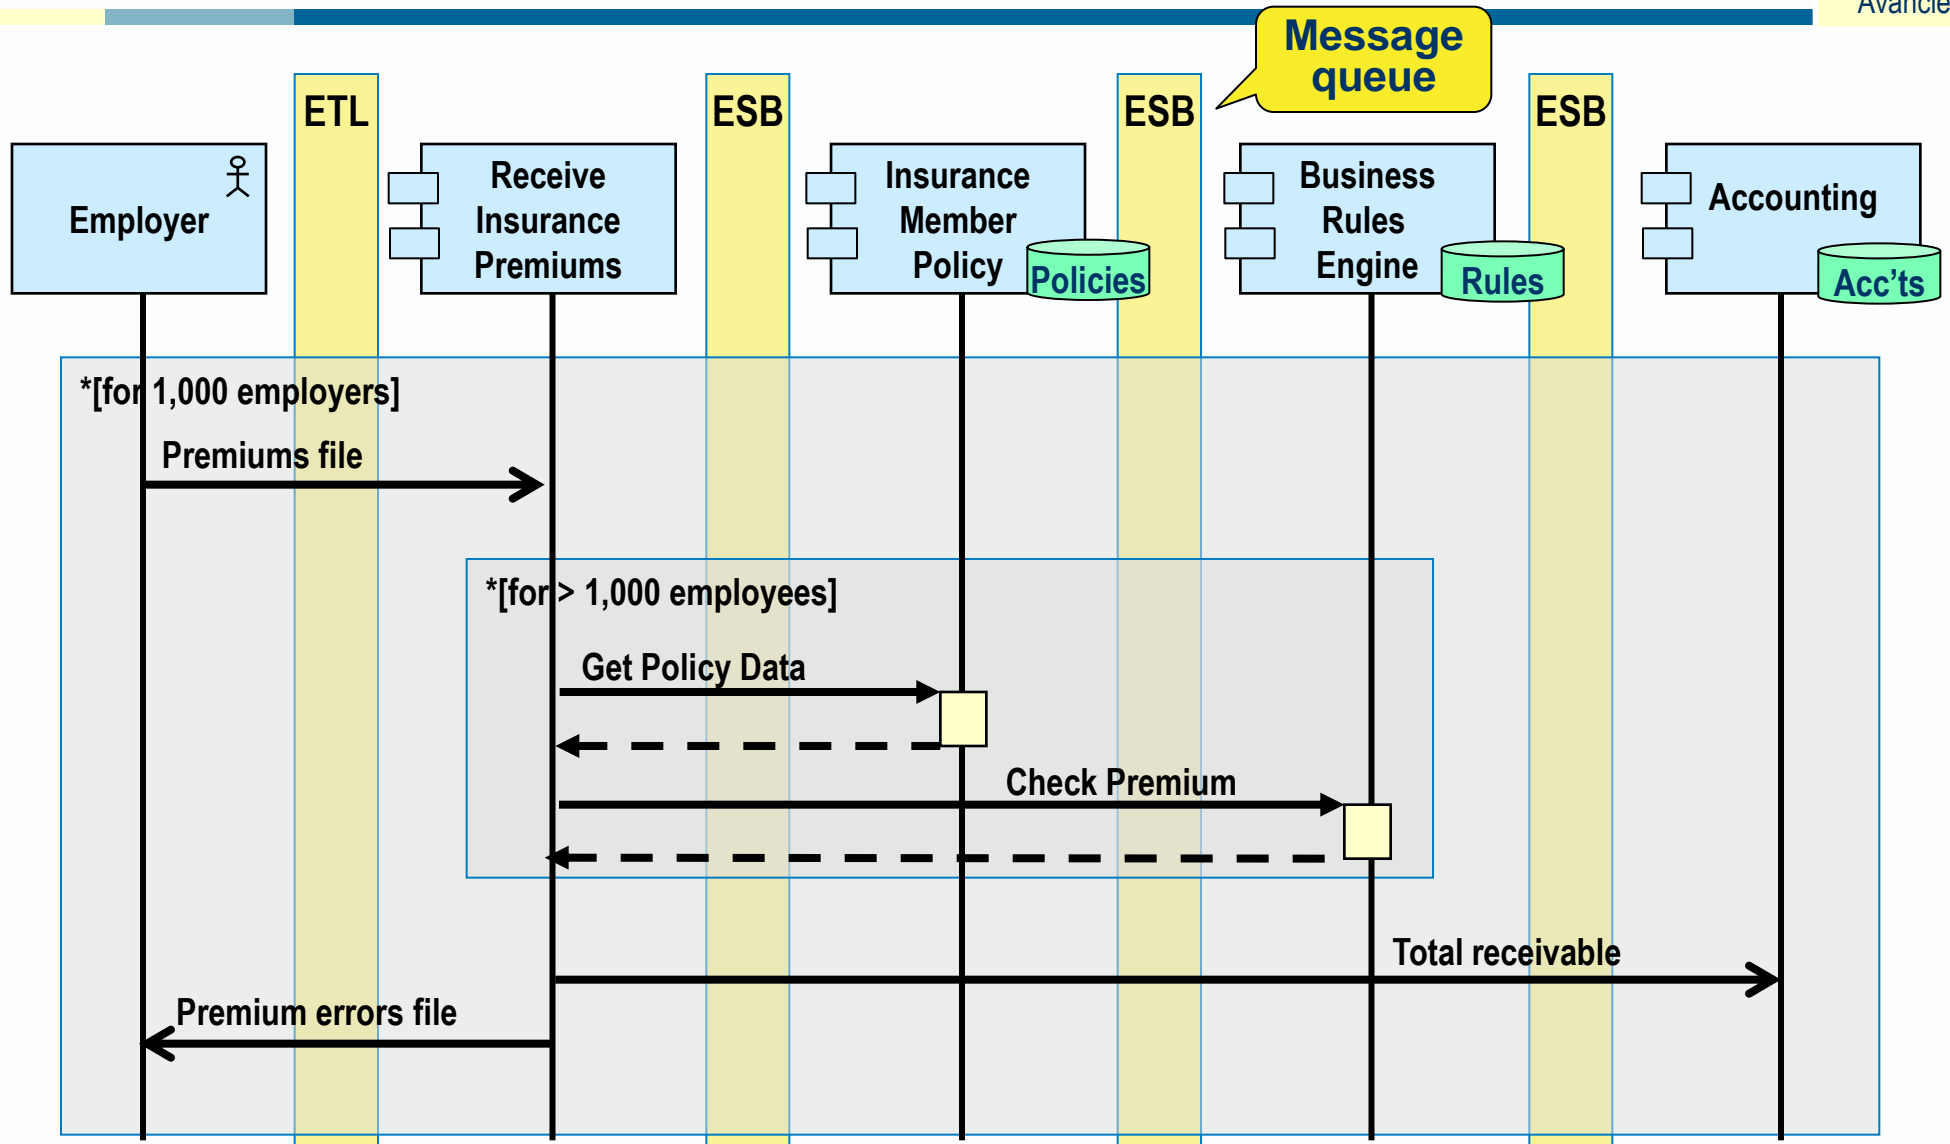 Message
queue
ETL
ESB
ESB
ESB
Employer
Receive
Insurance
Premiums
Insurance
Member
Policy
Policies
Business
Rules
Engine
Rules
Accounting
Acc'ts
*[for 1,000 employers]
Premiums file
*[for > 1,000 employees]
Get Policy Data
Check Premium
Total receivable
Premium errors file